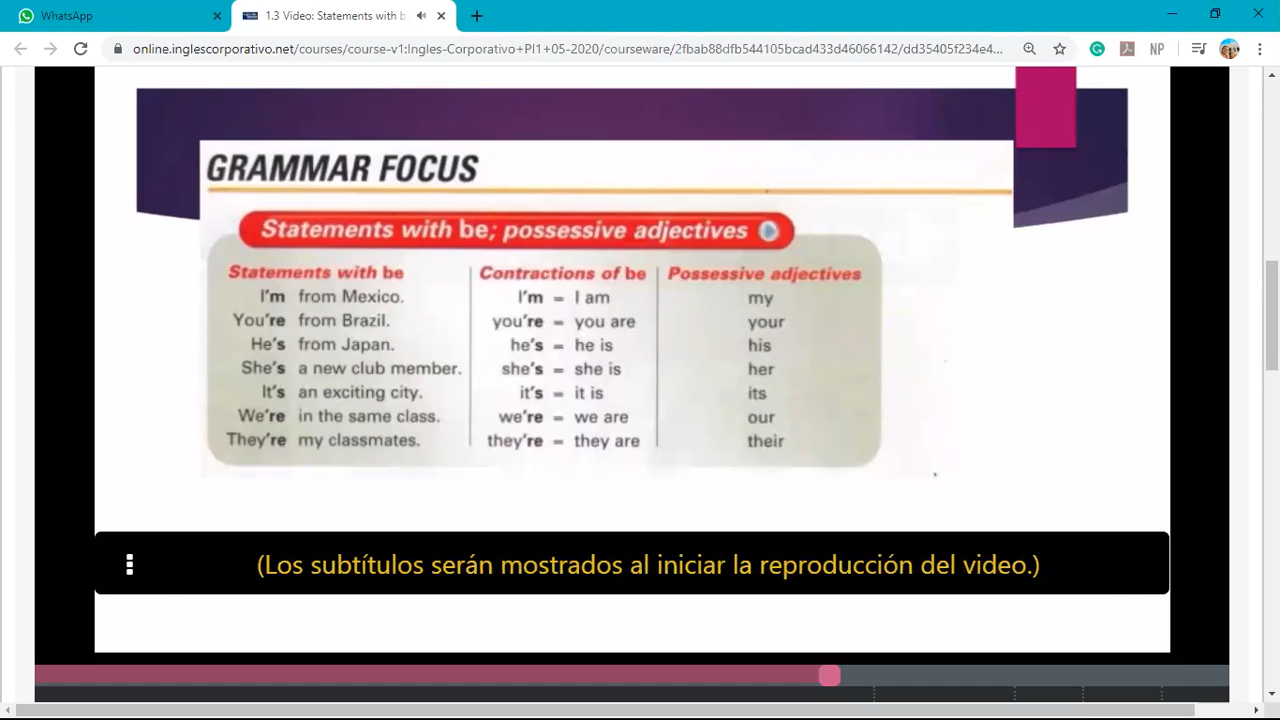 WhatsApp
1.3 Video: Statements with b
online.inglescorporativo.net/courses/course-v1:Ingles-Corporativo+PI1+05-2020/courseware/2fbab88dfb544105bcad433d46066142/dd35405f234e4...
NP
GRAMMAR FOCUS
Statements with be; possessive adjectives
Statements with be Contractions of be Possessive adjectives
I'm from Mexico. I'm = I am my
You're from Brazil. you're = you are your
He's from Japan. he's = he is his
She's a new club member. she's = she is her
It's an exciting city. it's = it is its
We're in the same class. we're = we are our
They're my classmates. they're = they are their
(Los subtítulos serán mostrados al iniciar la reproducción del video.)